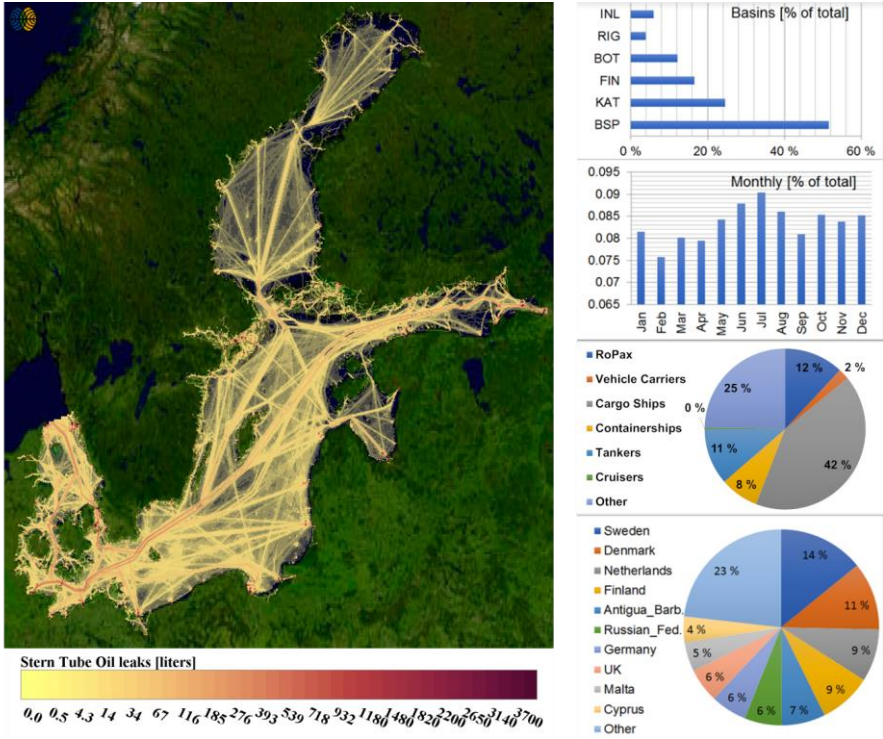 Basins [% of total]
INL
RIG
BOT
FIN
KAT
BSP
0 %
20 %
40 %
60 %
Monthly [% of total]
0.095
0.09
0.085
0.08
0.075
0.07
0.065
Jan
Feb
Mar
Apr
May
Jun
Jul
Aug
Sep
Oct
Nov
Dec
RoPax
Vehicle Carriers
Cargo Ships
Containerships
Tankers
Cruisers
Other
12 %
2 %
42 %
8 %
11 %
0 %
25 %
Sweden
Denmark
Netherlands
Finland
Antigua_Barb.
Russian_Fed.
Germany
UK
Malta
Cyprus
Other
14 %
11 %
9 %
9 %
7 %
6 %
6 %
6 %
5 %
4 %
23 %
Stern Tube Oil leaks [liters]
0.0
0.5
4.3
14
34
67
116
185
276
393
539
718
932
1180
1480
1820
2200
2650
3140
3700